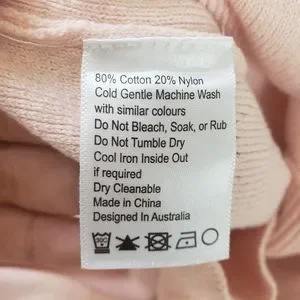 80% Cotton 20% Nylon
Cold Gentle Machine Wash
with similar colours
Do Not Bleach, Soak, or Rub
Do Not Tumble Dry
Cool Iron Inside Out
if required
Dry Cleanable
Made in China
Designed In Australia